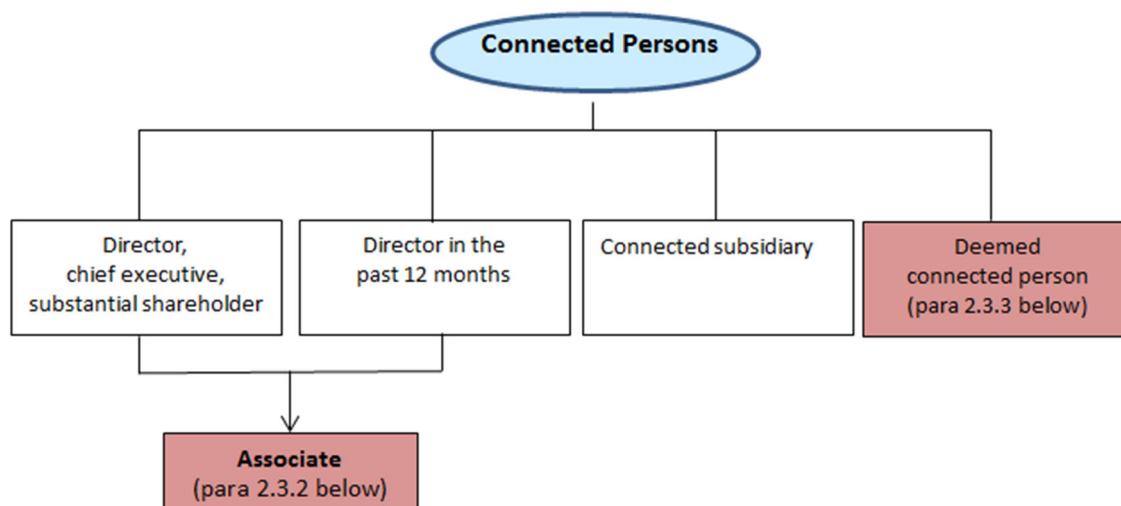 Connected Persons
Director,
chief executive,
substantial shareholder
Director in the
past 12 months
Connected subsidiary
Deemed
connected person
(para 2.3.3 below)
Associate
(para 2.3.2 below)